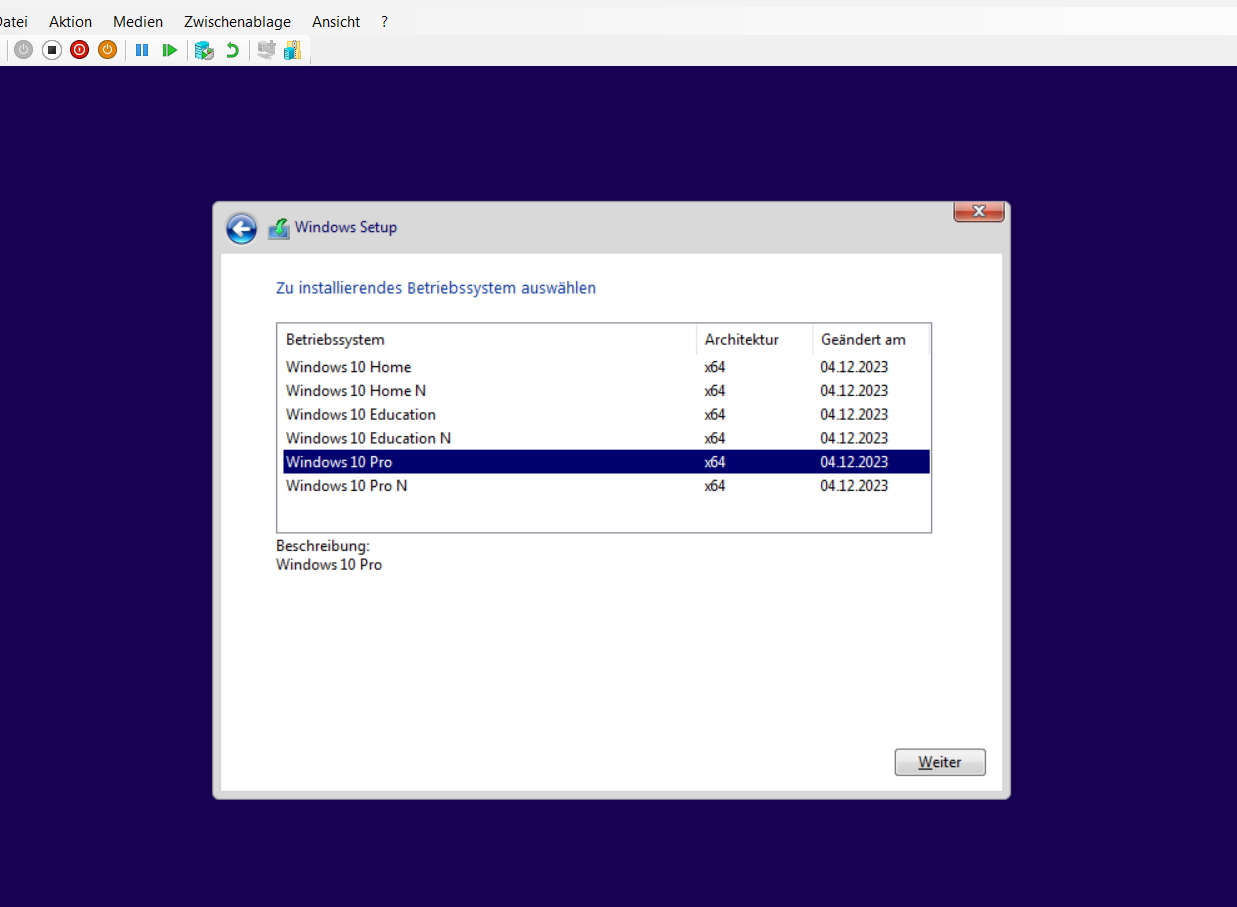 Datei Aktion Medien Zwischenablage Ansicht ?
Windows Setup
Zu installierendes Betriebssystem auswählen
Betriebssystem Architektur Geändert am
Windows 10 Home x64 04.12.2023
Windows 10 Home N x64 04.12.2023
Windows 10 Education x64 04.12.2023
Windows 10 Education N x64 04.12.2023
Windows 10 Pro x64 04.12.2023
Windows 10 Pro N x64 04.12.2023
Beschreibung:
Windows 10 Pro
Weiter